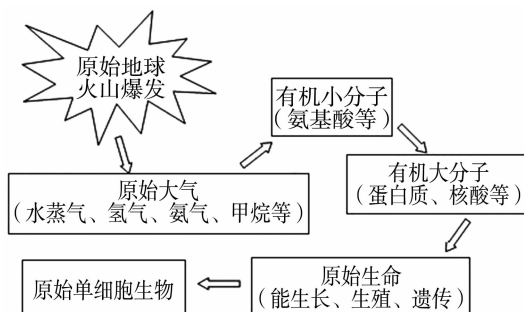 原始地球
火山爆发
有机小分子
（氨基酸等）
原始大气
（水蒸气、氢气、氨气、甲烷等）
有机大分子
（蛋白质、核酸等）
原始生命
（能生长、生殖、遗传）
原始单细胞生物